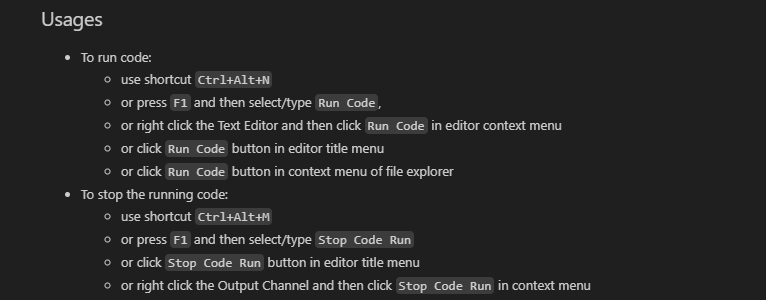 Usages
To run code:
use shortcut Ctrl+Alt+N
or press F1 and then select/type Run Code,
or right click the Text Editor and then click Run Code in editor context menu
or click Run Code button in editor title menu
or click Run Code button in context menu of file explorer
To stop the running code:
use shortcut Ctrl+Alt+M
or press F1 and then select/type Stop Code Run
or click Stop Code Run button in editor title menu
or right click the Output Channel and then click Stop Code Run in context menu